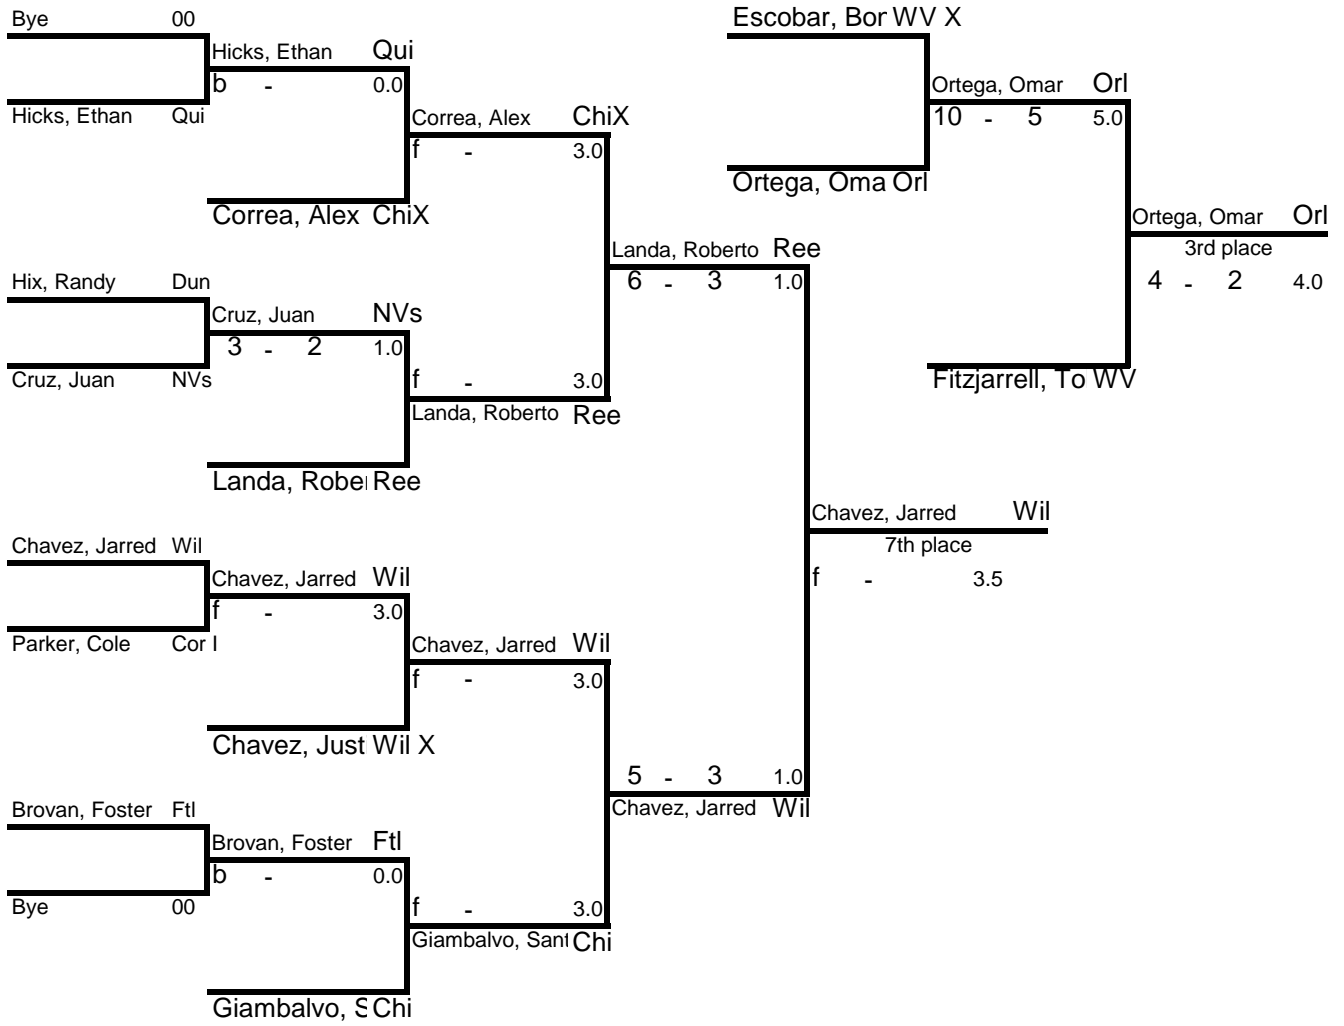 Bye 00
Hicks, Ethan Qui
b - 0.0
Hicks, Ethan Qui
Correa, Alex ChiX
f - 3.0
Correa, Alex ChiX
Landa, Roberto Ree
6 - 3 1.0
Hix, Randy Dun
Cruz, Juan NVs
3 - 2 1.0
Cruz, Juan NVs
f - 3.0
Landa, Roberto Ree
Landa, Rober Ree
Chavez, Jarred Wil
7th place
f - 3.5
Chavez, Jarred Wil
Chavez, Jarred Wil
f - 3.0
Parker, Cole Cor I
Chavez, Jarred Wil
f - 3.0
Chavez, Just Wil X
5 - 3 1.0
Chavez, Jarred Wil
Brovan, Foster Ftl
Brovan, Foster Ftl
b - 0.0
Bye 00
f - 3.0
Giambalvo, Sant Chi
Giambalvo, S Chi
Escobar, Bor WV X
Ortega, Omar Orl
10 - 5 5.0
Ortega, Oma Orl
Ortega, Omar Orl
3rd place
4 - 2 4.0
Fitzjarrell, To WV